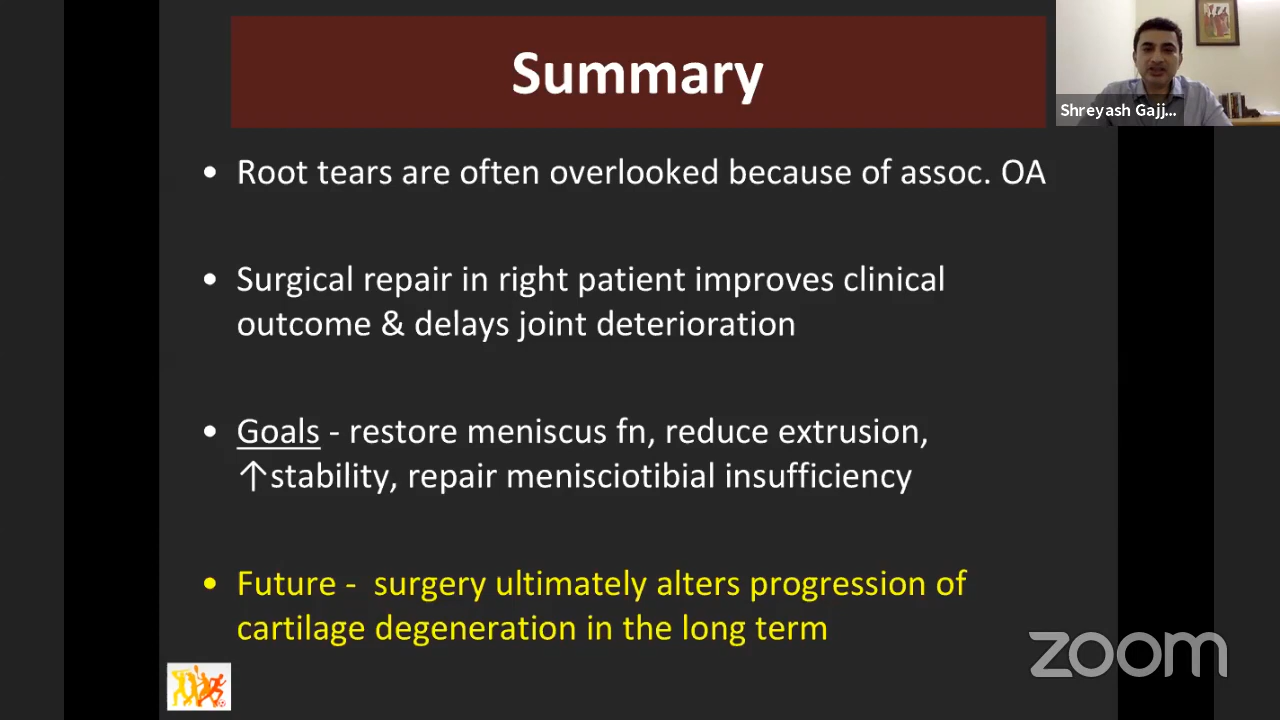 Summary
Shreyash Gajj...
• Root tears are often overlooked because of assoc. OA
• Surgical repair in right patient improves clinical
outcome & delays joint deterioration
• Goals - restore meniscus fn, reduce extrusion,
↑stability, repair menisciotibial insufficiency
• Future - surgery ultimately alters progression of
cartilage degeneration in the long term
zoom